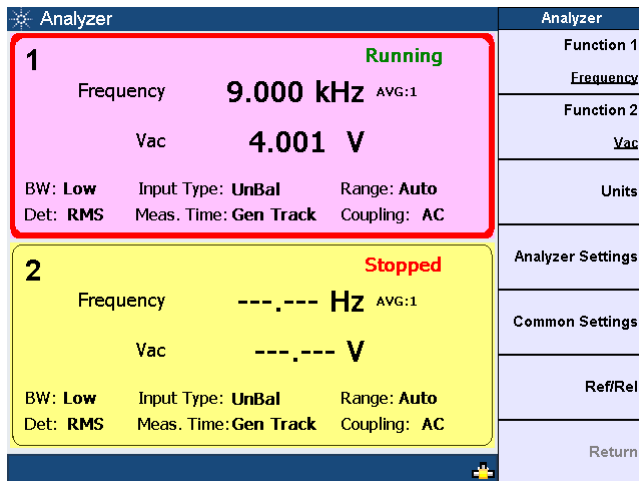 Analyzer
1
Running
Frequency 9.000 kHz AVG:1
Vac 4.001 V
BW: Low Input Type: UnBal Range: Auto
Det: RMS Meas. Time: Gen Track Coupling: AC
2
Stopped
Frequency ---.--- Hz AVG:1
Vac ---.--- V
BW: Low Input Type: UnBal Range: Auto
Det: RMS Meas. Time: Gen Track Coupling: AC
Analyzer
Function 1
Frequency
Function 2
Vac
Units
Analyzer Settings
Common Settings
Ref/Rel
Return